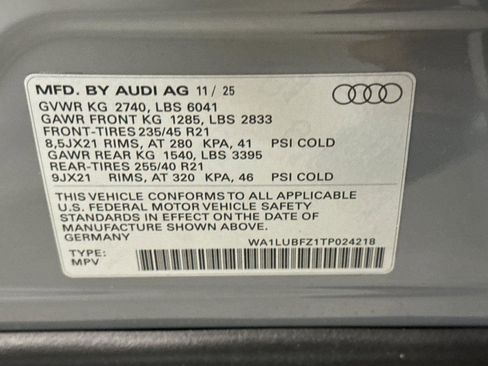 MFD. BY AUDI AG 11/ 25
GVWR KG 2740, LBS 6041
GAWR FRONT KG 1285, LBS 2833
FRONT-TIRES 235/45 R21
8,5JX21 RIMS, AT 280 KPA, 41 PSI COLD
GAWR REAR KG 1540, LBS 3395
REAR-TIRES 255/40 R21
9JX21 RIMS, AT 320 KPA, 46 PSI COLD
THIS VEHICLE CONFORMS TO ALL APPLICABLE
U.S. FEDERAL MOTOR VEHICLE SAFETY
STANDARDS IN EFFECT ON THE DATE OF
MANUFACTURE SHOWN ABOVE.
GERMANY
WA1LUBFZ1TP024218
TYPE:
MPV